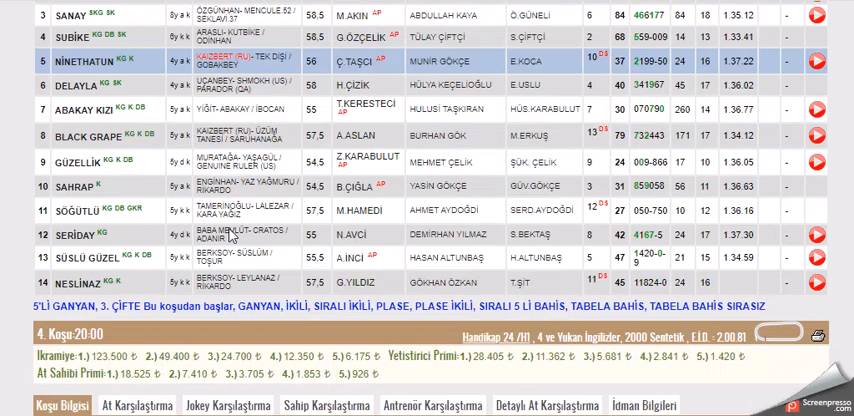 3 SANAY SKG SK 8y a k ÖZGÜNHAN- MENCULE 52 / SEKLAVİ 37 58,5 M.AKIN AP ABDULLAH KAYA Ö.GÜNELİ 6 84 466177 84 18 1.35.12 -
4 SUBİKE KG DB SK 6y k k ARASLI- KUTBİKE / ODİNHAN 58,5 G.ÖZÇELİK AP TÜLAY ÇİFTÇİ S.ÇİFTÇİ 2 68 559-009 14 13 1.33.41 -
5 NİNETHATUN KG K 4y a k KAIZBERT (RU)- TEK DİŞİ / GOBAKBEY 56 Ç.TAŞCI AP MUNİR GÖKÇE E.KOCA 10 DS 37 2199-50 24 16 1.37.22 -
6 DELAYLA KG SK 4y a k UÇANBEY- SHMOKH (US) / PARADOR (QA) 58 H.ÇİZİK HÜLYA KEÇELİOĞLU E.USLU 4 40 341967 45 17 1.36.02 -
7 ABAKAY KIZI KG K DB 5y a k YİĞİT- ABAKAY / İBOCAN 55 T.KERESTECİ AP HULUSİ TAŞKIRAN HÜS.KARABULUT 7 30 070790 260 14 1.36.77 -
8 BLACK GRAPE KG K DB 6y a k KAIZBERT (RU)- ÜZÜM TANESİ / SARUHANAĞA 57,5 A.ASLAN BURHAN GÖK M.ERKUŞ 13 DS 79 732443 171 17 1.34.12 -
9 GÜZELLİK KG K DB 5y d k MURATAĞA- YAŞAGÜL / GENUINE RULER (US) 54,5 Z.KARABULUT AP MEHMET ÇELİK ŞÜK. ÇELİK 9 24 009-866 17 10 1.36.05 -
10 SAHRAP K 5y a k ENGİNHAN- YAZ YAĞMURU / RİKARDO 54,5 B.ÇIĞLA AP YASİN GÖKÇE GÜV.GÖKÇE 3 31 859058 56 11 1.36.63 -
11 SÖĞÜTLÜ KG DB GKR 5y k k TAMERİNOĞLU- LALEZAR / KARA YAĞIZ 57,5 M.HAMEDİ AHMET AYDOĞDİ SERD.AYDOĞDİ 12 DS 27 050-750 10 12 1.36.16 -
12 SERİDAY KG 4y d k BABA MEVLÜT- CRATOS / ADANIR 55 N.AVCİ DEMİRHAN YILMAZ S.BEKTAŞ 8 42 4167-5 24 17 1.37.30 -
13 SÜSLÜ GÜZEL KG K DB 5y k k BERKSOY- SÜSLÜM / TOŞUR 55,5 A.İNCİ AP HASAN ALTUNBAŞ H.ALTUNBAŞ 5 49 1420-0-9 21 15 1.34.59 -
14 NESLİNAZ KG K 5y k k BERKSOY- LEYLANAZ / RİKARDO 57,5 G.YILDIZ GÖKHAN ÖZKAN T.ŞİT 11 DS 45 11824-0 24 16 -
5'Lİ GANYAN, 3. ÇİFTE Bu koşudan başlar, GANYAN, İKİLİ, SIRALI İKİLİ, PLASE, PLASE İKİLİ, SIRALI 5 Lİ BAHİS, TABELA BAHİS, TABELA BAHİS SIRASIZ
4. Koşu:20:00 Handikap 24 /H1 , 4 ve Yukarı İngilizler, 2000 Sentetik , E.İ.D. : 2.00.81
Ikramiye:1.) 123.500 ₺ 2.) 49.400 ₺ 3.) 24.700 ₺ 4.) 12.350 ₺ 5.) 6.175 ₺ Yetistirici Primi:1.) 28.405 ₺ 2.) 11.362 ₺ 3.) 5.681 ₺ 4.) 2.841 ₺ 5.) 1.420 ₺
At Sahibi Primi:1.) 18.525 ₺ 2.) 7.410 ₺ 3.) 3.705 ₺ 4.) 1.853 ₺ 5.) 926 ₺
Koşu Bilgisi At Karşılaştırma Jokey Karşılaştırma Sahip Karşılaştırma Antrenör Karşılaştırma Detaylı At Karşılaştırma İdman Bilgileri
Screenpresso
.com